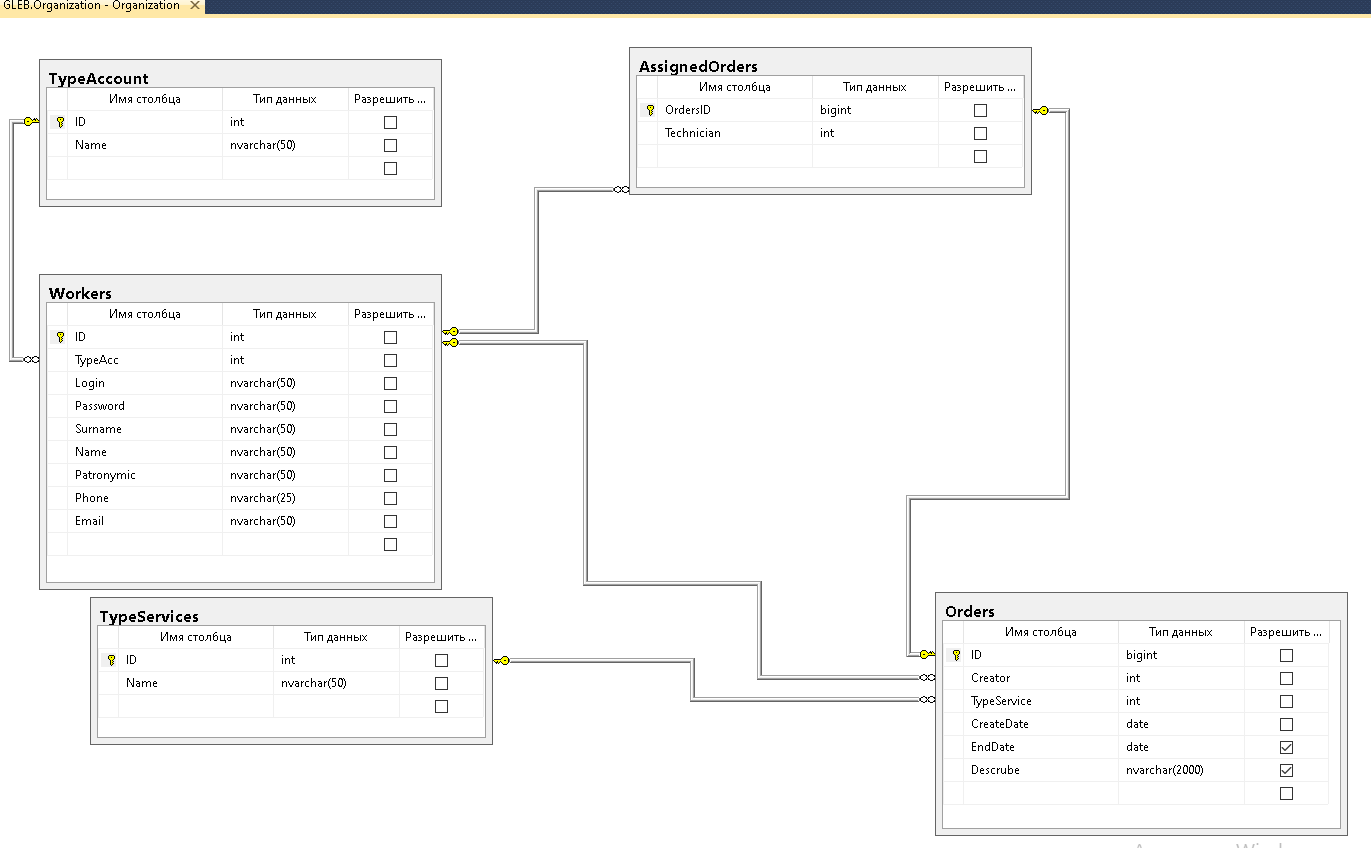 GLEB.Organization - Organization
TypeAccount
Имя столбца Тип данных Разрешить ...
ID int
Name nvarchar(50)
AssignedOrders
Имя столбца Тип данных Разрешить ...
OrdersID bigint
Technician int
Workers
Имя столбца Тип данных Разрешить ...
ID int
TypeAcc int
Login nvarchar(50)
Password nvarchar(50)
Surname nvarchar(50)
Name nvarchar(50)
Patronymic nvarchar(50)
Phone nvarchar(25)
Email nvarchar(50)
TypeServices
Имя столбца Тип данных Разрешить ...
ID int
Name nvarchar(50)
Orders
Имя столбца Тип данных Разрешить ...
ID bigint
Creator int
TypeService int
CreateDate date
EndDate date
Descrube nvarchar(2000)